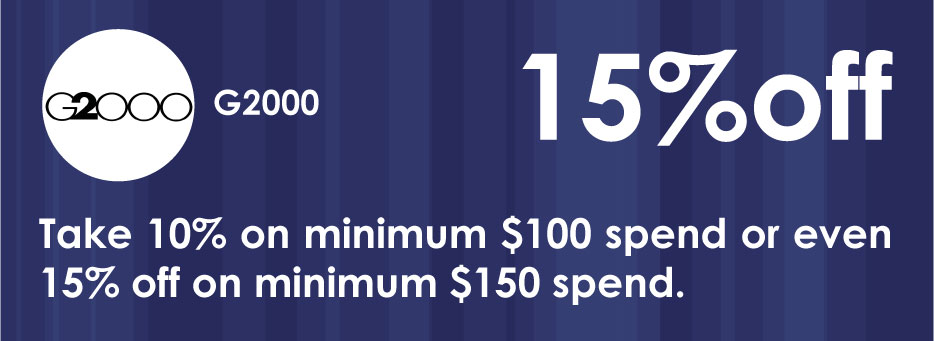 G2000 G2000
15%off
Take 10% on minimum $100 spend or even
15% off on minimum $150 spend.